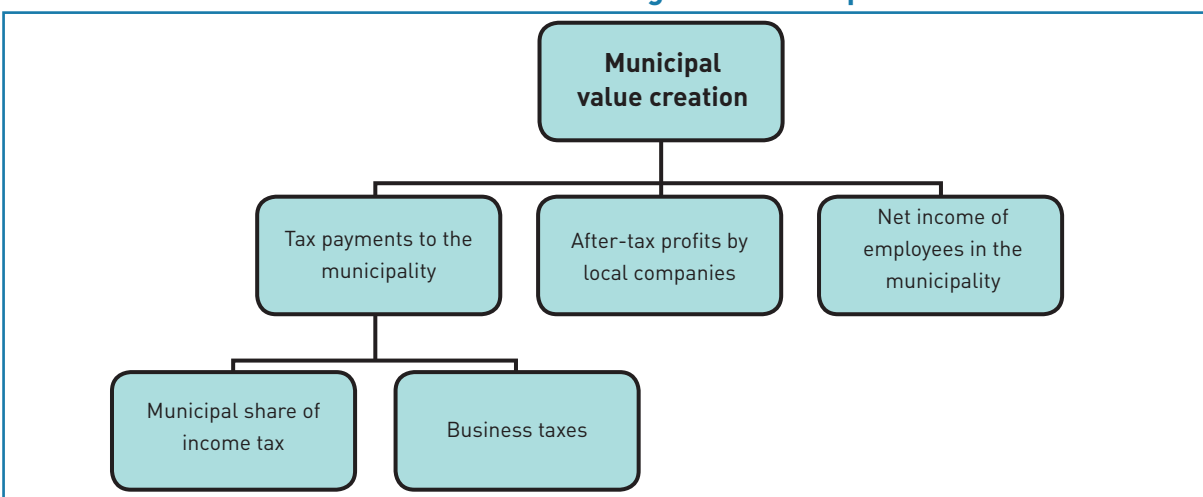 Municipal
value creation
Tax payments to the
municipality
After-tax profits by
local companies
Net income of
employees in the
municipality
Municipal share of
income tax
Business taxes